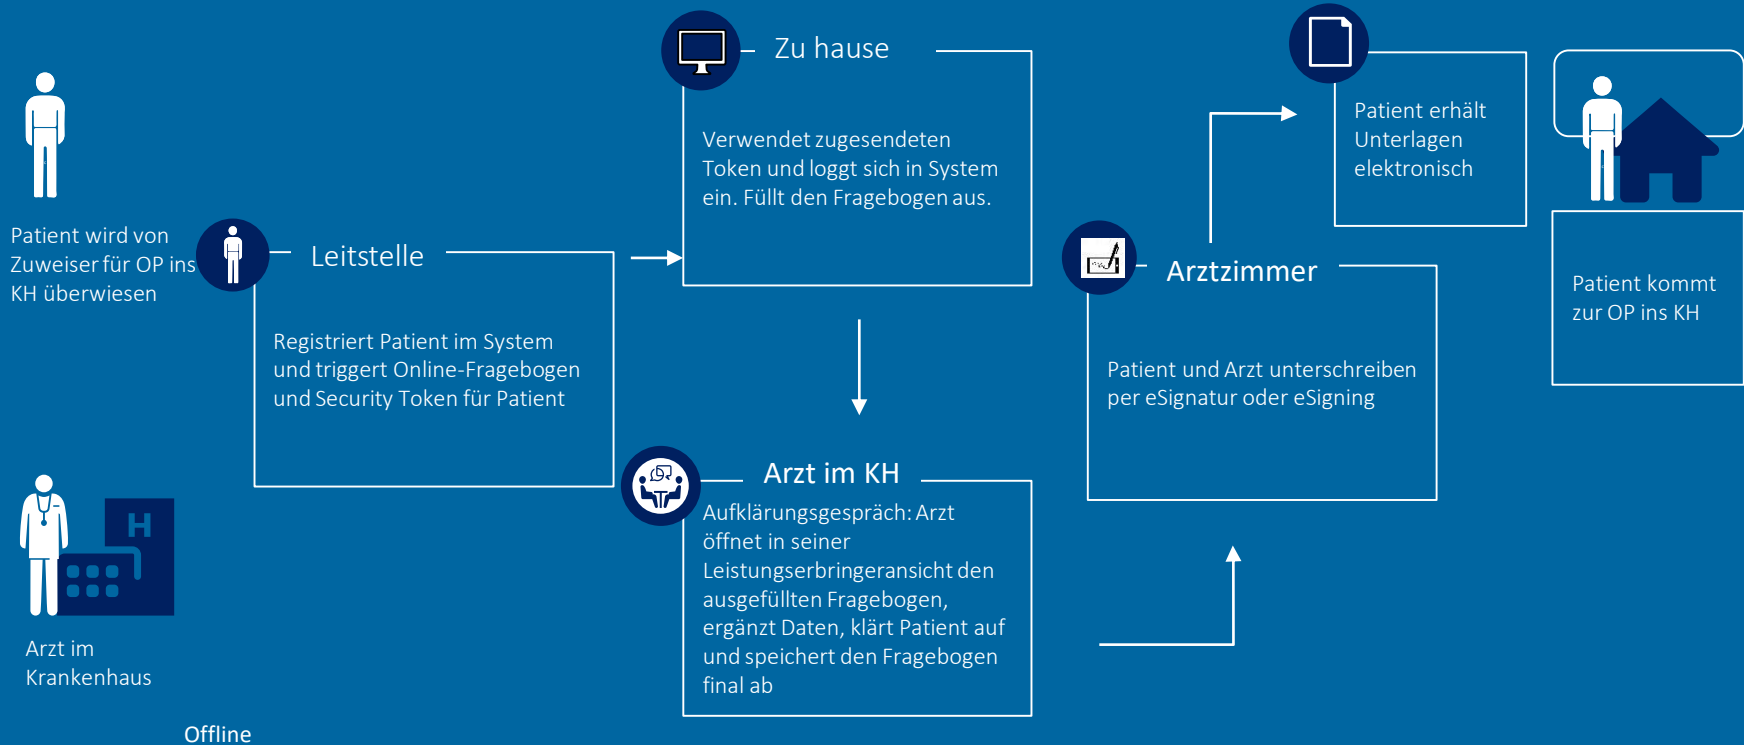 Patient wird von
Zuweiser für OP ins
KH überwiesen
Arzt im
Krankenhaus
Offline
Leitstelle
Registriert Patient im System
und triggert Online-Fragebogen
und Security Token für Patient
Zu hause
Verwendet zugesendeten
Token und loggt sich in System
ein. Füllt den Fragebogen aus.
Arzt im KH
Aufklärungsgespräch: Arzt
öffnet in seiner
Leistungserbringeransicht den
ausgefüllten Fragebogen,
ergänzt Daten, klärt Patient auf
und speichert den Fragebogen
final ab
Arztzimmer
Patient und Arzt unterschreiben
per eSignatur oder eSigning
Patient erhält
Unterlagen
elektronisch
Patient kommt
zur OP ins KH
H